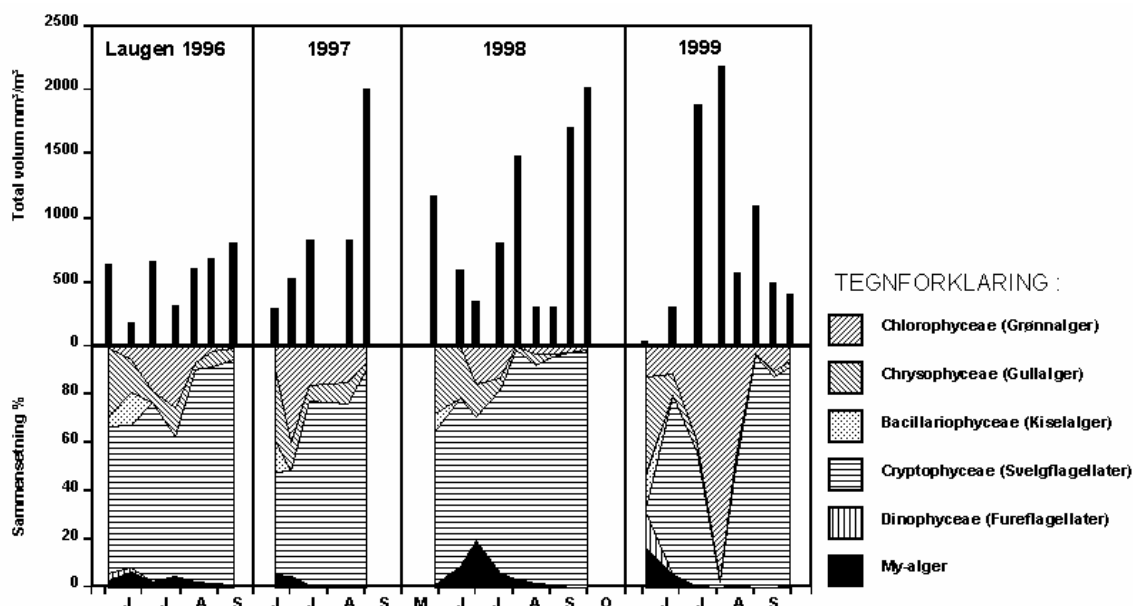 2500
Laugen 1996
1997
1998
1999
2000
1500
1000
500
0
Total volum mm³/m³
80
60
40
20
0
Sammensetning %
J J A S
J J A S
M J J A S O
J J A S
TEGNFORKLARING :
Chlorophyceae (Grønnalger)
Chrysophyceae (Gullalger)
Bacillariophyceae (Kiselalger)
Cryptophyceae (Svelgflagellater)
Dinophyceae (Fureflagellater)
My-alger